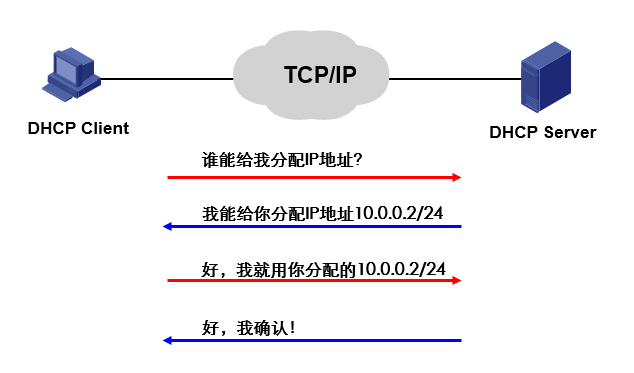 TCP/IP
DHCP Client
DHCP Server
谁能给我分配IP地址?
我能给你分配IP地址10.0.0.2/24
好，我就用你分配的10.0.0.2/24
好，我确认！